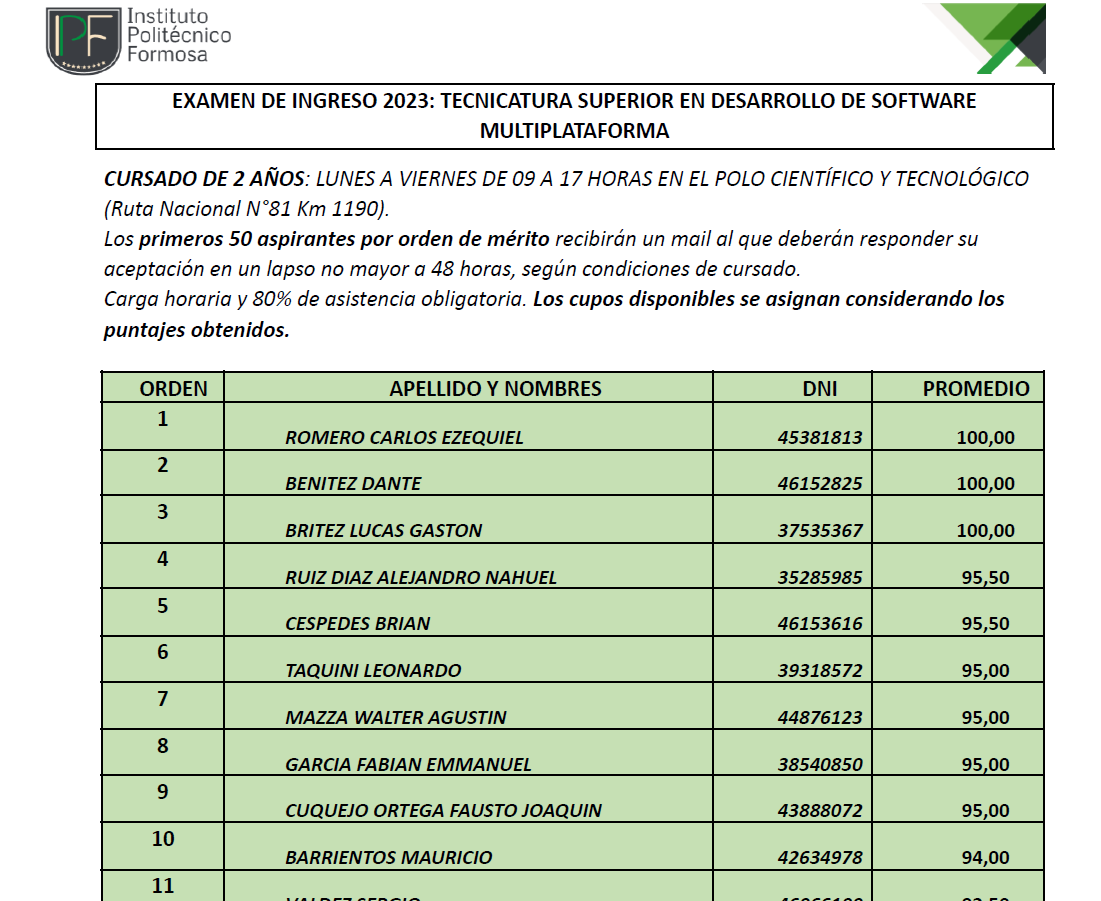 Instituto
Politécnico
Formosa
EXAMEN DE INGRESO 2023: TECNICATURA SUPERIOR EN DESARROLLO DE SOFTWARE
MULTIPLATAFORMA
CURSADO DE 2 AÑOS: LUNES A VIERNES DE 09 A 17 HORAS EN EL POLO CIENTÍFICO Y TECNOLÓGICO
(Ruta Nacional N°81 Km 1190).
Los primeros 50 aspirantes por orden de mérito recibirán un mail al que deberán responder su
aceptación en un lapso no mayor a 48 horas, según condiciones de cursado.
Carga horaria y 80% de asistencia obligatoria. Los cupos disponibles se asignan considerando los
puntajes obtenidos.
ORDEN APELLIDO Y NOMBRES DNI PROMEDIO
1 ROMERO CARLOS EZEQUIEL 45381813 100,00
2 BENITEZ DANTE 46152825 100,00
3 BRITEZ LUCAS GASTON 37535367 100,00
4 RUIZ DIAZ ALEJANDRO NAHUEL 35285985 95,50
5 CESPEDES BRIAN 46153616 95,50
6 TAQUINI LEONARDO 39318572 95,00
7 MAZZA WALTER AGUSTIN 44876123 95,00
8 GARCIA FABIAN EMMANUEL 38540850 95,00
9 CUQUEJO ORTEGA FAUSTO JOAQUIN 43888072 95,00
10 BARRIENTOS MAURICIO 42634978 94,00
11